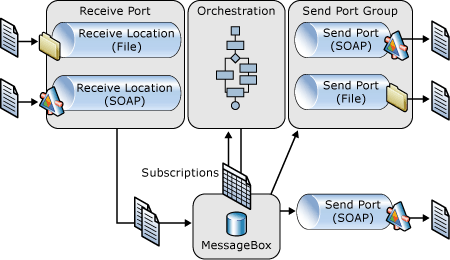 Receive Port
Receive Location
(File)
Receive Location
(SOAP)
Orchestration
Send Port Group
Send Port
(SOAP)
Send Port
(File)
Subscriptions
MessageBox
Send Port
(SOAP)